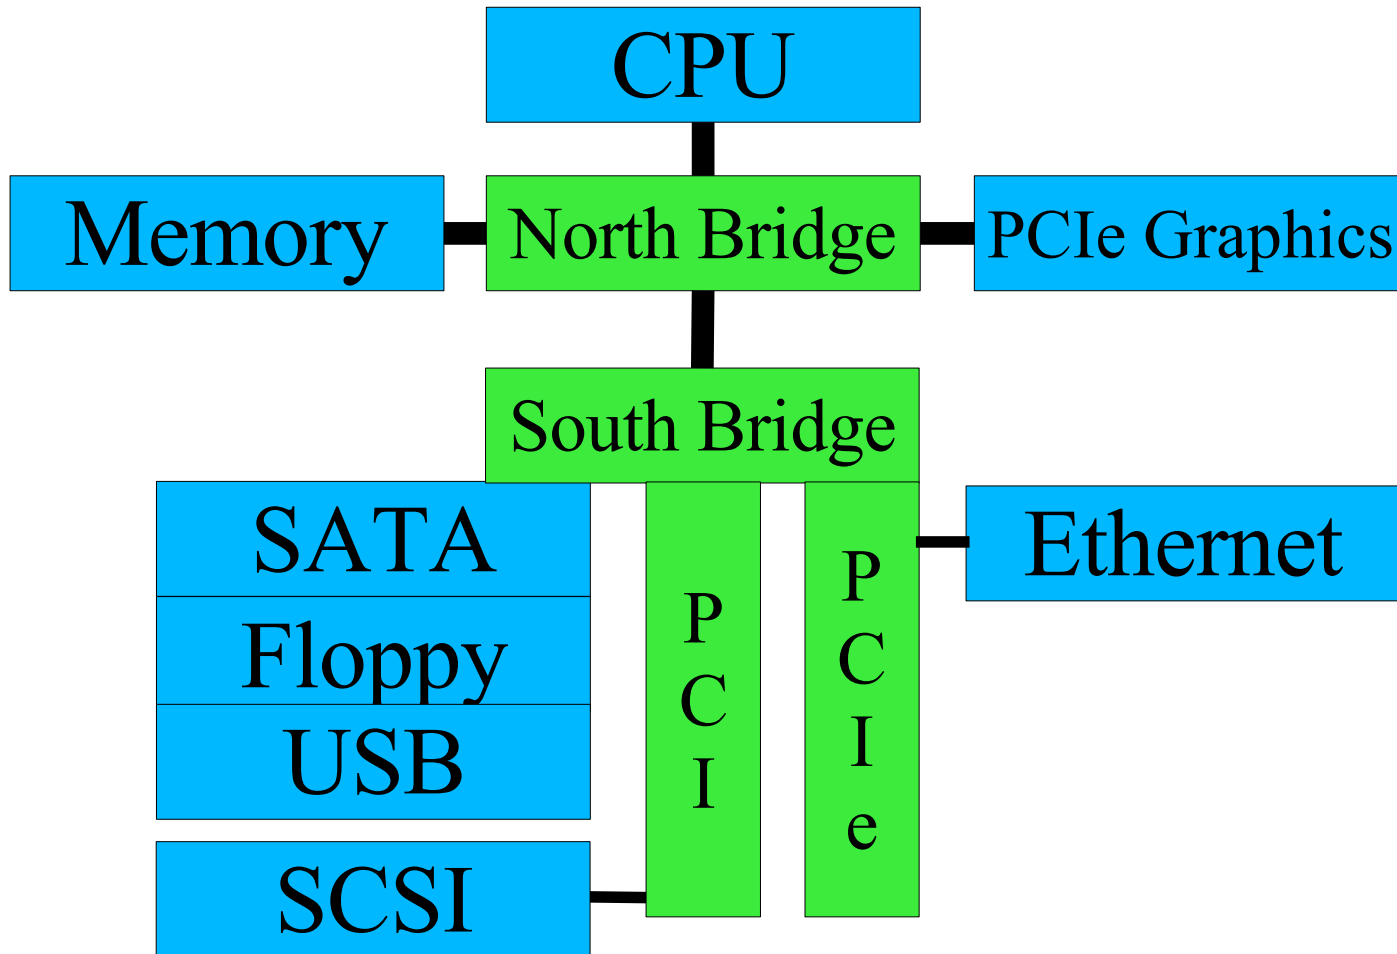 CPU
Memory
North Bridge
PCIe Graphics
South Bridge
SATA
Floppy
USB
SCSI
P
C
I
P
C
I
e
Ethernet